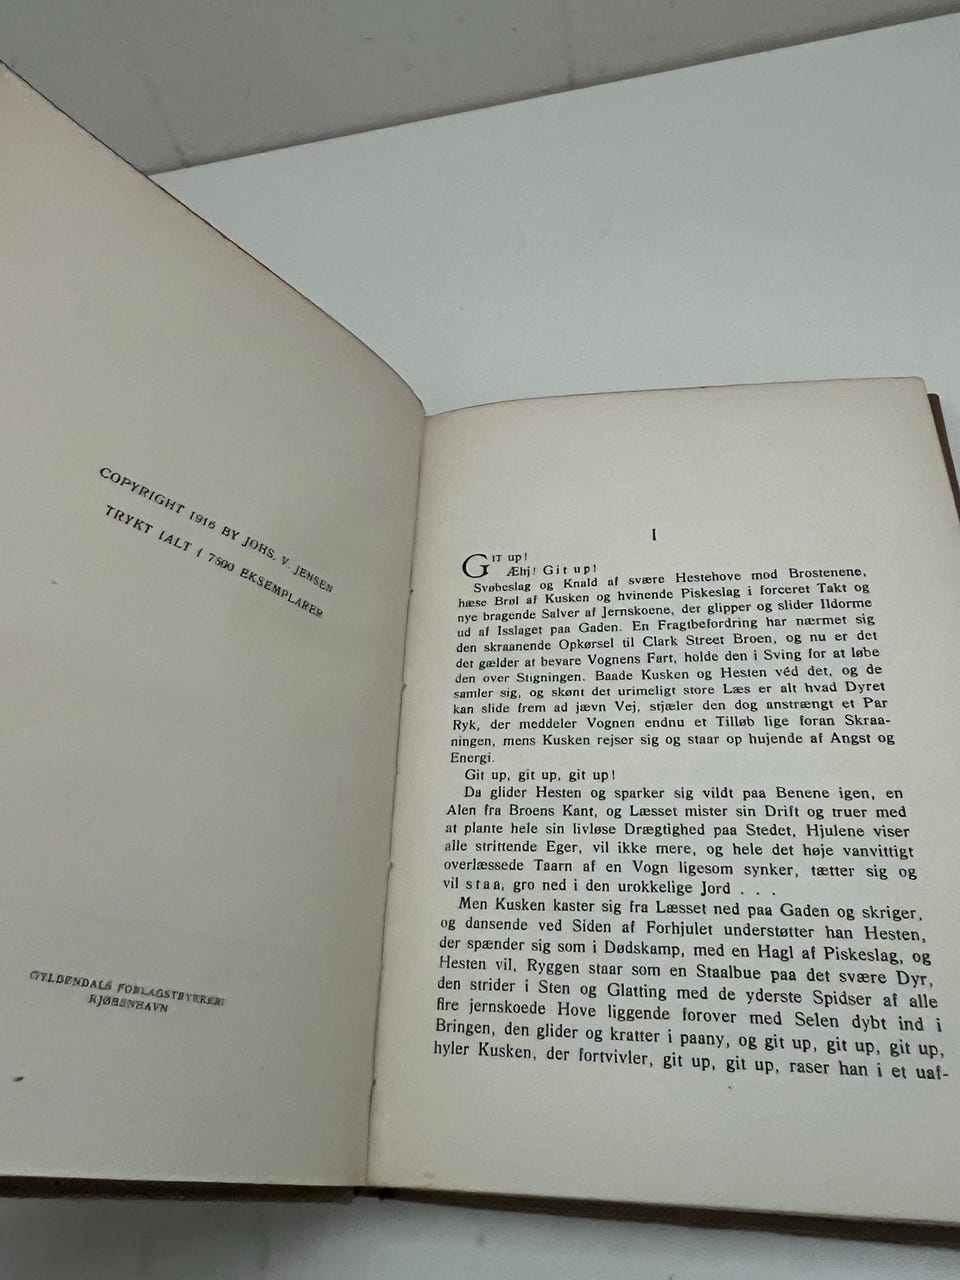 COPYRIGHT 1916 BY JOHS. V. JENSEN
TRYKT IALT I 7500 EKSEMPLARER
GYLDENDALS FORLAGSTRYKKERI
KJØBENHAVN
I
GIT up!
Æhj! Git up!
Svøbeslag og Knald af svære Hestehove mod Brostenene,
hæse Brøl af Kusken og hvinende Piskeslag i forceret Takt og
nye bragende Salver af Jernskoene, der glipper og slider Ildorme
ud af Isslaget paa Gaden. En Fragtbefordring har nærmet sig
den skraanende Opkørsel til Clark Street Broen, og nu er det
det gælder at bevare Vognens Fart, holde den i Sving for at løbe
den over Stigningen. Baade Kusken og Hesten véd det, og de
samler sig, og skønt det urimeligt store Læs er alt hvad Dyret
kan slide frem ad jævn Vej, stjæler den dog anstrængt et Par
Ryk, der meddeler Vognen endnu et Tilløb lige foran Skraa-
ningen, mens Kusken rejser sig og staar op hujende af Angst og
Energi.
Git up, git up, git up!
Da glider Hesten og sparker sig vildt paa Benene igen, en
Alen fra Broens Kant, og Læsset mister sin Drift og truer med
at plante hele sin livløse Drægtighed paa Stedet, Hjulene viser
alle strittende Eger, vil ikke mere, og hele det høje vanvittigt
overlæssede Taarn af en Vogn ligesom synker, tætter sig og
vil staa, gro ned i den urokkelige Jord . . .
Men Kusken kaster sig fra Læsset ned paa Gaden og skriger,
og dansende ved Siden af Forhjulet understøtter han Hesten,
der spænder sig som i Dødskamp, med en Hagl af Piskeslag, og
Hesten vil, Ryggen staar som en Staalbue paa det svære Dyr,
den strider i Sten og Glatting med de yderste Spidser af alle
fire jernskoede Hove liggende forover med Selen dybt ind i
Bringen, den glider og kratter i paany, og git up, git up, git up,
hyler Kusken, der fortvivler, git up, git up, raser han i et uaf-